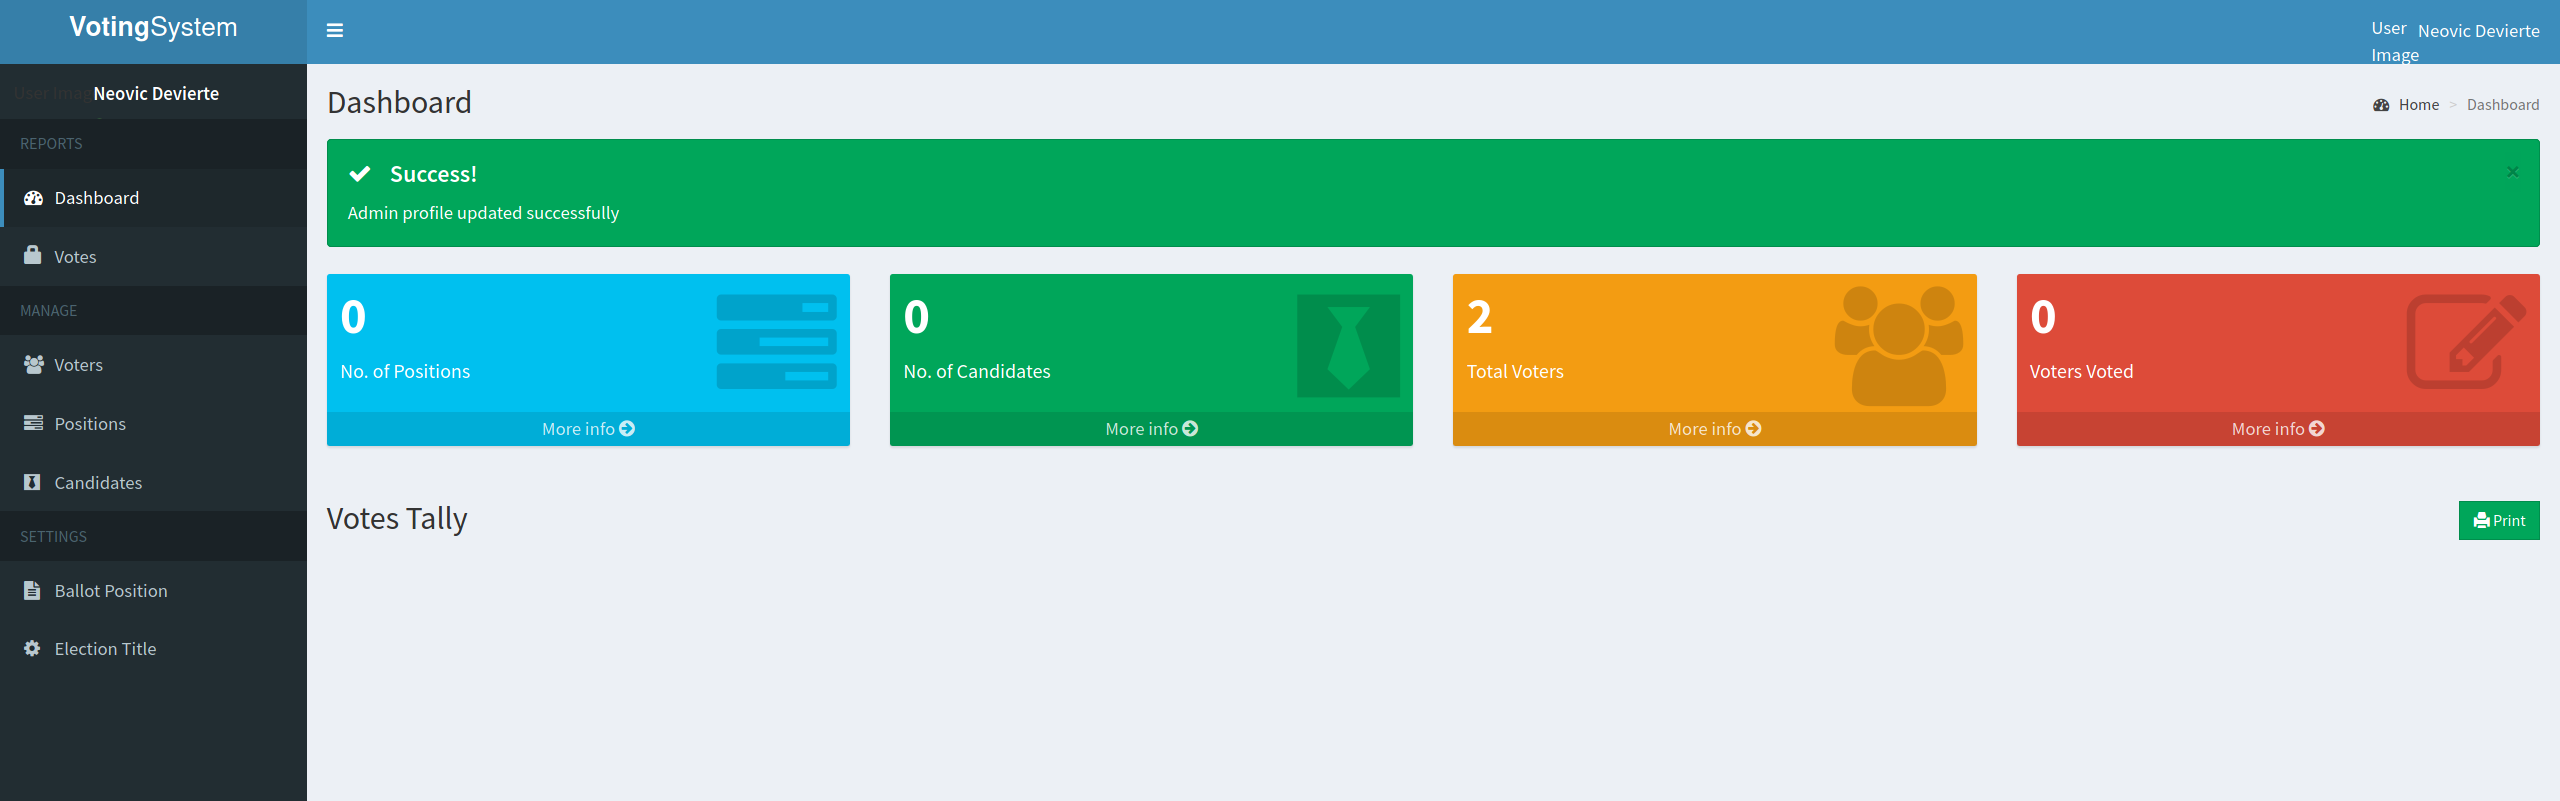 VotingSystem
User Image
Neovic Devierte
User Image
Neovic Devierte
REPORTS
Dashboard
Votes
MANAGE
Voters
Positions
Candidates
SETTINGS
Ballot Position
Election Title
Dashboard
Home > Dashboard
Success!
×
Admin profile updated successfully
0
No. of Positions
More info
0
No. of Candidates
More info
2
Total Voters
More info
0
Voters Voted
More info
Votes Tally
Print